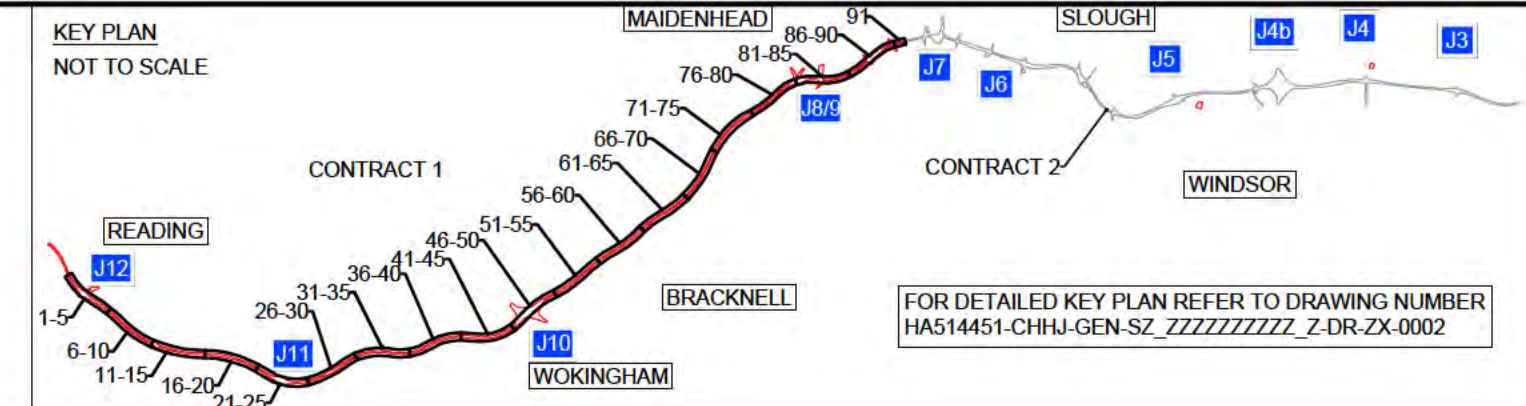 KEY PLAN
NOT TO SCALE
MAIDENHEAD
91
SLOUGH
86-90
81-85
76-80
71-75
66-70
61-65
56-60
51-55
46-50
41-45
36-40
31-35
26-30
J7
J6
J5
J4b
J4
J3
J8/9
CONTRACT 1
CONTRACT 2
WINDSOR
READING
J12
1-5
6-10
11-15
16-20
21-25
J11
J10
WOKINGHAM
BRACKNELL
FOR DETAILED KEY PLAN REFER TO DRAWING NUMBER
HA514451-CHHJ-GEN-SZ_ZZZZZZZZZZ_Z-DR-ZX-0002